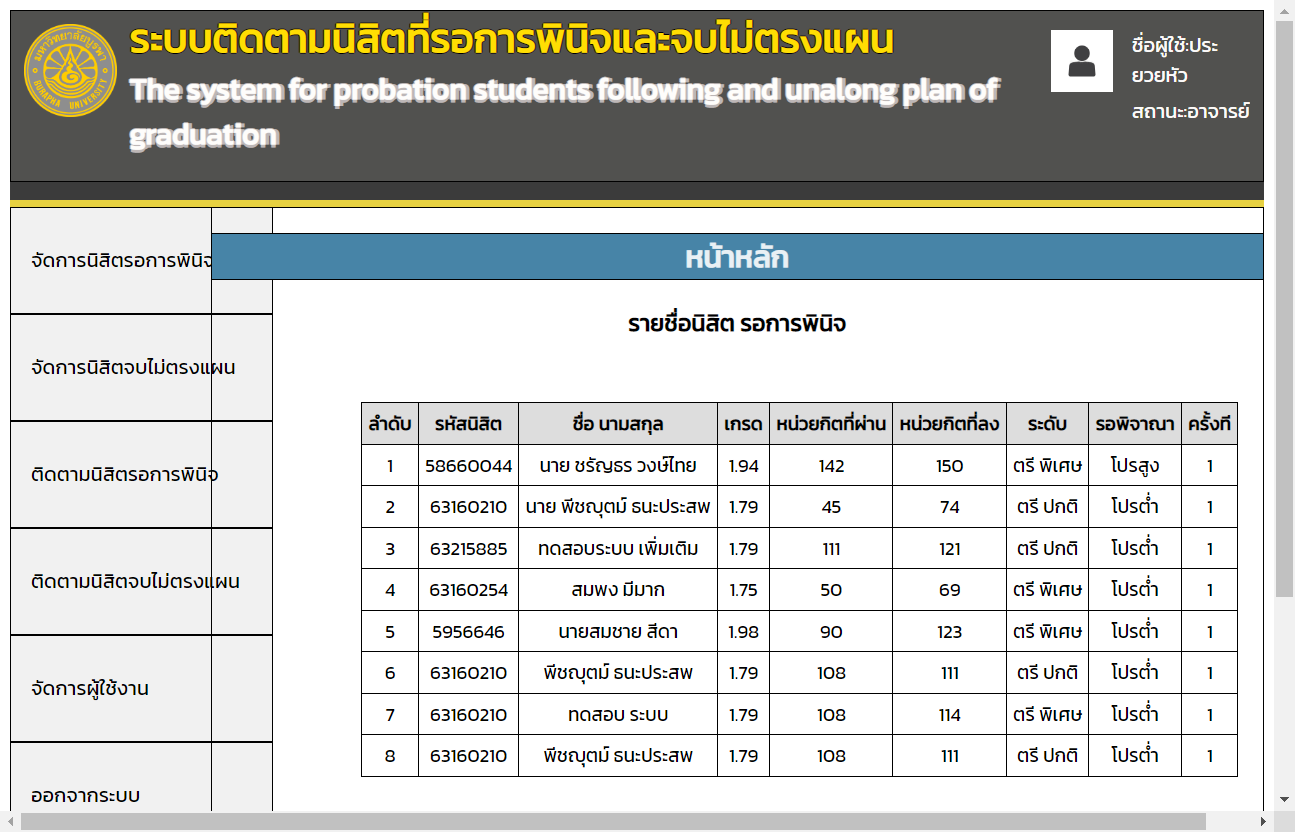 มหาวิทยาลัยบูรพา
BURAPHA UNIVERSITY
ระบบติดตามนิสิตที่รอการพินิจและจบไม่ตรงแผน
The system for probation students following and unalong plan of
graduation
ชื่อผู้ใช้:ประ
ยวยหัว
สถานะ:อาจารย์
จัดการนิสิตรอการพินิจ
จัดการนิสิตจบไม่ตรงแผน
ติดตามนิสิตรอการพินิจ
ติดตามนิสิตจบไม่ตรงแผน
จัดการผู้ใช้งาน
ออกจากระบบ
หน้าหลัก
รายชื่อนิสิต รอการพินิจ
ลำดับ รหัสนิสิต ชื่อ นามสกุล เกรด หน่วยกิตที่ผ่าน หน่วยกิตที่ลง ระดับ รอพิจาณา ครั้งที่
1 58660044 นาย ชรัญธร วงษ์ไทย 1.94 142 150 ตรี พิเศษ โปรสูง 1
2 63160210 นาย พีชญุตม์ ธนะประสพ 1.79 45 74 ตรี ปกติ โปรต่ำ 1
3 63215885 ทดสอบระบบ เพิ่มเติม 1.79 111 121 ตรี ปกติ โปรต่ำ 1
4 63160254 สมพง มีมาก 1.75 50 69 ตรี พิเศษ โปรต่ำ 1
5 5956646 นายสมชาย สีดา 1.98 90 123 ตรี พิเศษ โปรต่ำ 1
6 63160210 พีชญุตม์ ธนะประสพ 1.79 108 111 ตรี ปกติ โปรต่ำ 1
7 63160210 ทดสอบ ระบบ 1.79 108 114 ตรี พิเศษ โปรต่ำ 1
8 63160210 พีชญุตม์ ธนะประสพ 1.79 108 111 ตรี ปกติ โปรต่ำ 1